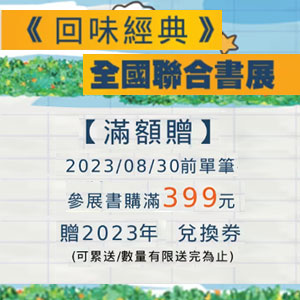 《回味經典》
全國聯合書展
【滿額贈】
2023/08/30前單筆
參展書購滿399元
贈2023年 兌換券
(可累送/數量有限送完為止)